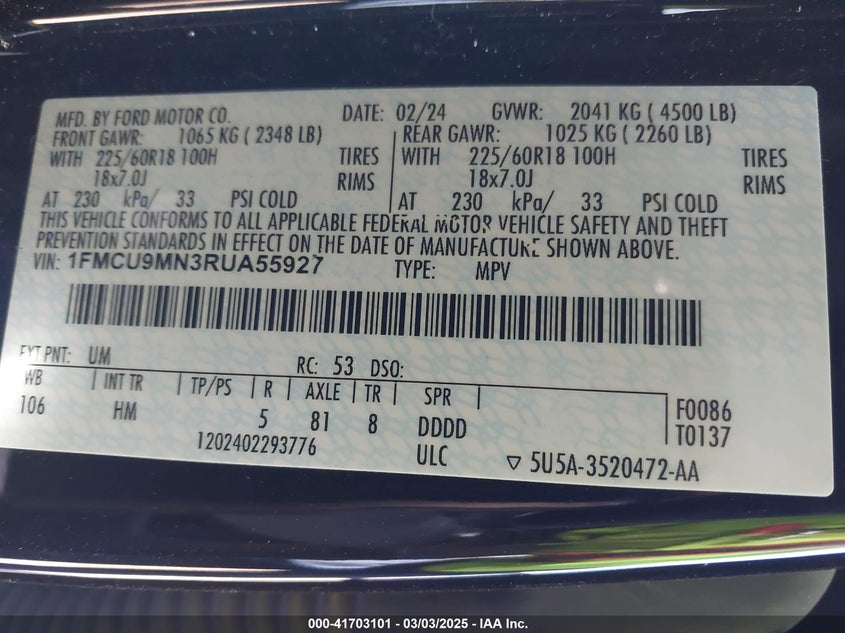 MFD. BY FORD MOTOR CO. DATE: 02/24 GVWR: 2041 KG ( 4500 LB)
FRONT GAWR: 1065 KG ( 2348 LB) REAR GAWR: 1025 KG ( 2260 LB)
WITH 225/60R18 100H TIRES WITH 225/60R18 100H TIRES
18x7.0J RIMS 18x7.0J RIMS
AT 230 kPa/ 33 PSI COLD AT 230 kPa/ 33 PSI COLD
THIS VEHICLE CONFORMS TO ALL APPLICABLE FEDERAL MOTOR VEHICLE SAFETY AND THEFT
PREVENTION STANDARDS IN EFFECT ON THE DATE OF MANUFACTURE SHOWN ABOVE.
VIN: 1FMCU9MN3RUA55927 TYPE: MPV
EXT PNT: UM RC: 53 DSO:
WB INT TR TP/PS R AXLE TR SPR
106 HM 5 81 8 DDDD F0086
1202402293776 ULC T0137
▽ 5U5A-3520472-AA
000-41703101 - 03/03/2025 - IAA Inc.